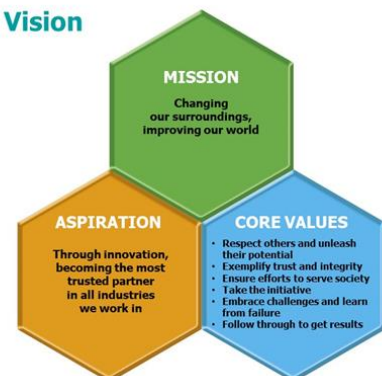 Vision
MISSION
Changing
our surroundings,
improving our world
ASPIRATION
Through innovation,
becoming the most
trusted partner
in all industries
we work in
CORE VALUES
• Respect others and unleash
their potential
• Exemplify trust and integrity
• Ensure efforts to serve society
• Take the initiative
• Embrace challenges and learn
from failure
• Follow through to get results